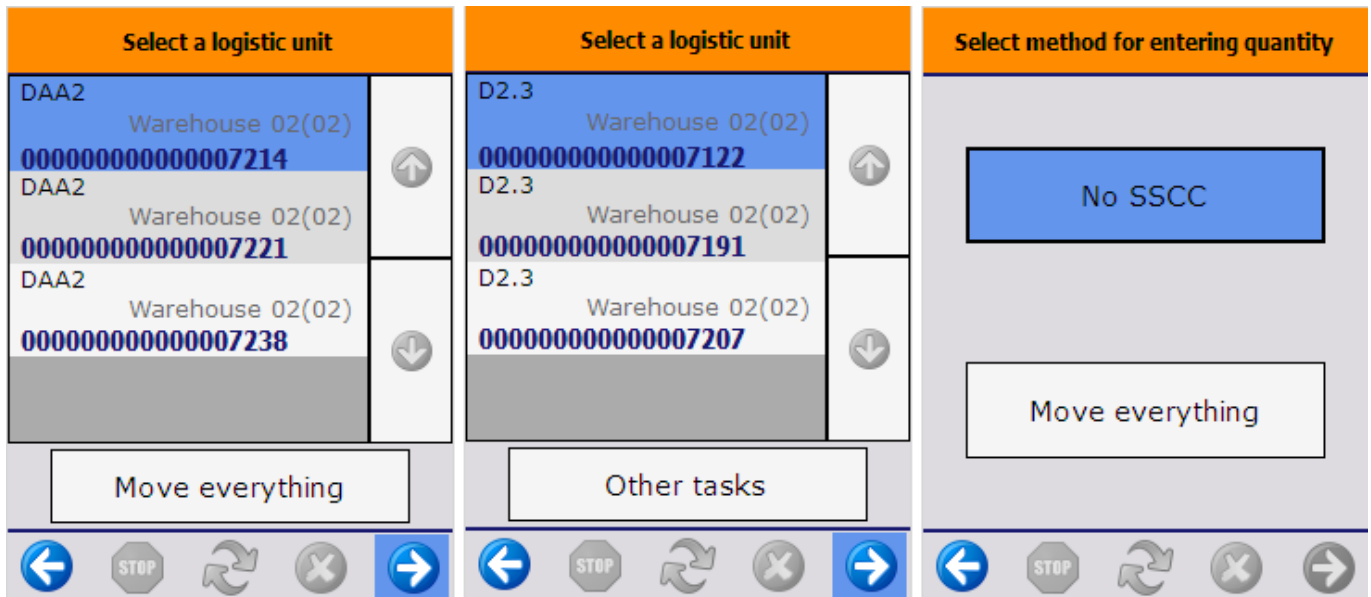 Select a logistic unit
DAA2
Warehouse 02(02)
000000000000007214
DAA2
Warehouse 02(02)
000000000000007221
DAA2
Warehouse 02(02)
000000000000007238
Move everything
STOP
Select a logistic unit
D2.3
Warehouse 02(02)
000000000000007122
D2.3
Warehouse 02(02)
000000000000007191
D2.3
Warehouse 02(02)
000000000000007207
Other tasks
STOP
Select method for entering quantity
No SSCC
Move everything
STOP